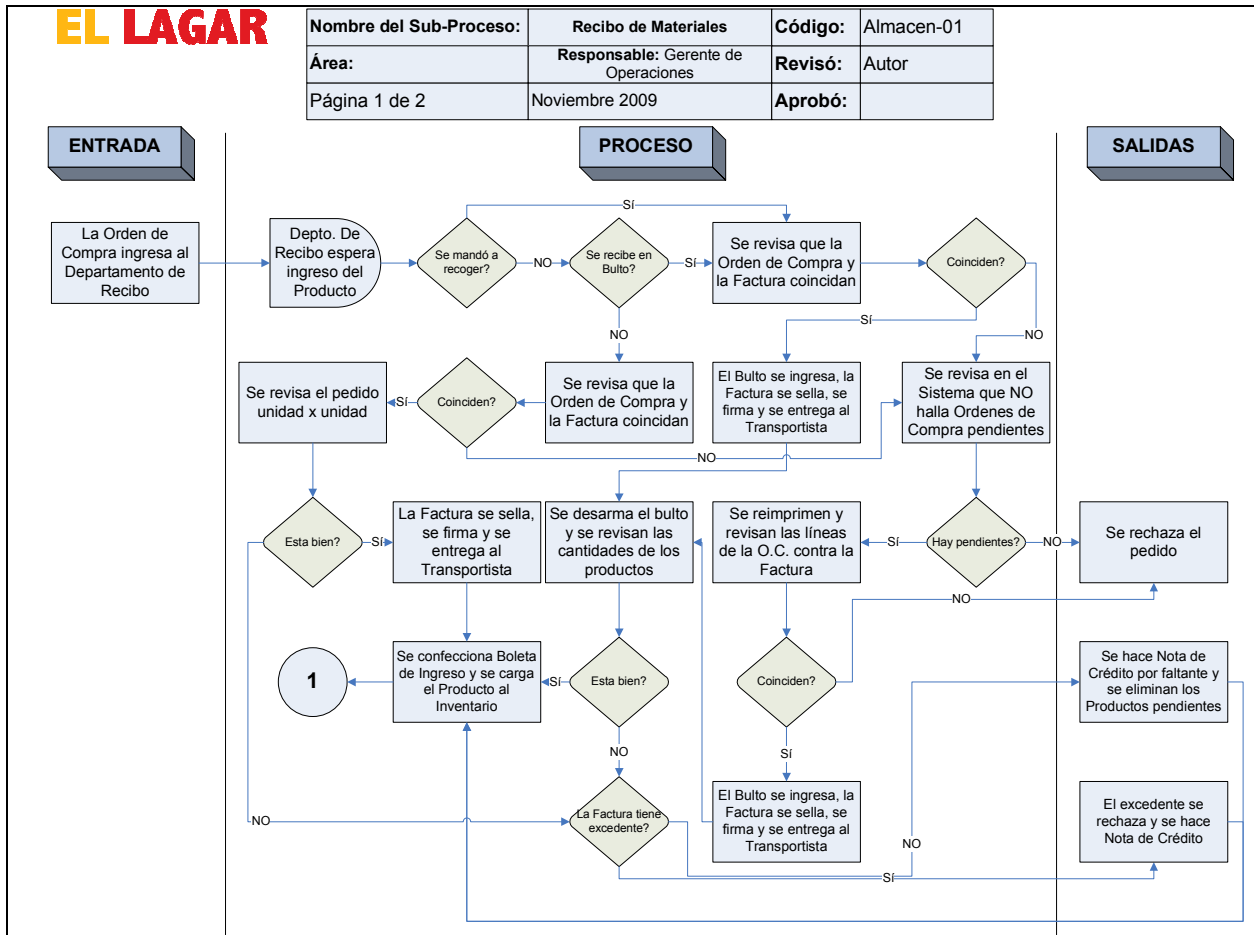 EL LAGAR
Nombre del Sub-Proceso:
Recibo de Materiales
Código:
Almacen-01
Área:
Responsable: Gerente de
Operaciones
Revisó:
Autor
Página 1 de 2
Noviembre 2009
Aprobó:
ENTRADA
PROCESO
SALIDAS
La Orden de
Compra ingresa al
Departamento de
Recibo
Depto. De
Recibo espera
ingreso del
Producto
Se mandó a
recoger?
Sí
NO
Se recibe en
Bulto?
Sí
NO
Se revisa que la
Orden de Compra y
la Factura coincidan
Coinciden?
Sí
NO
Se revisa el pedido
unidad x unidad
Sí
Coinciden?
NO
Se revisa que la
Orden de Compra y
la Factura coincidan
El Bulto se ingresa, la
Factura se sella, se
firma y se entrega al
Transportista
Se revisa en el
Sistema que NO
halla Ordenes de
Compra pendientes
Esta bien?
Sí
NO
La Factura se sella,
se firma y se
entrega al
Transportista
Se desarma el bulto
y se revisan las
cantidades de los
productos
Se reimprimen y
revisan las líneas
de la O.C. contra la
Factura
Sí
Hay pendientes?
NO
Se rechaza el
pedido
1
Se confecciona Boleta
de Ingreso y se carga
el Producto al
Inventario
Sí
Esta bien?
NO
Coinciden?
NO
Sí
Se hace Nota de
Crédito por faltante y
se eliminan los
Productos pendientes
La Factura tiene
excedente?
NO
Sí
El Bulto se ingresa, la
Factura se sella, se
firma y se entrega al
Transportista
El excedente se
rechaza y se hace
Nota de Crédito